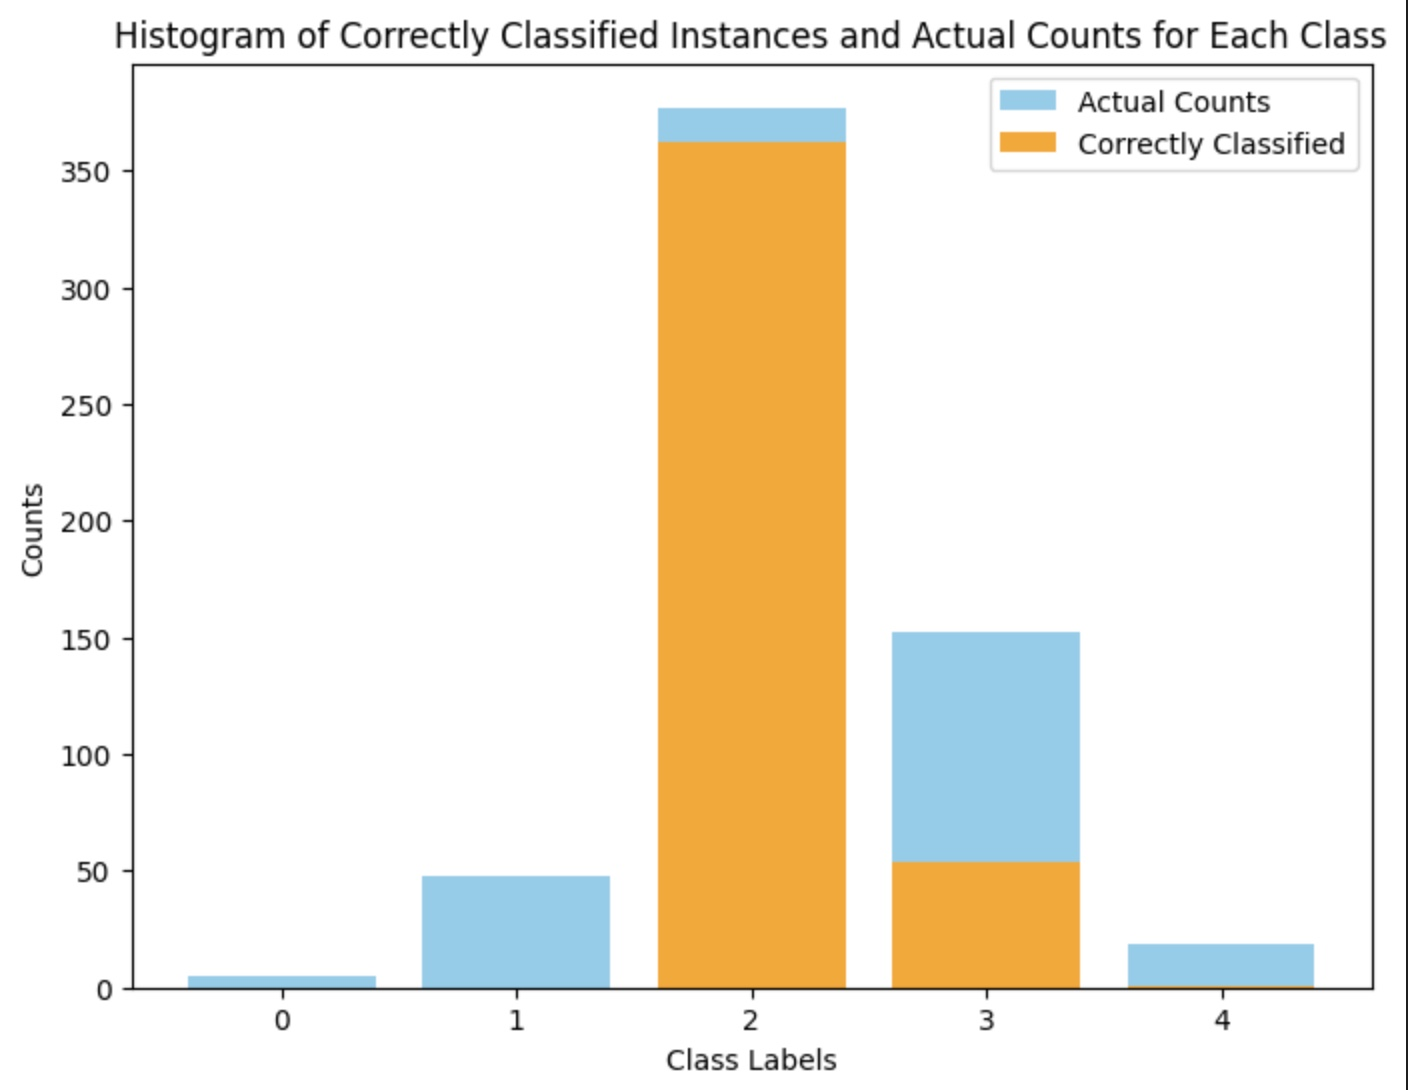 Histogram of Correctly Classified Instances and Actual Counts for Each Class
Actual Counts
Correctly Classified
350
300
250
200
150
100
50
0
Counts
0 1 2 3 4
Class Labels